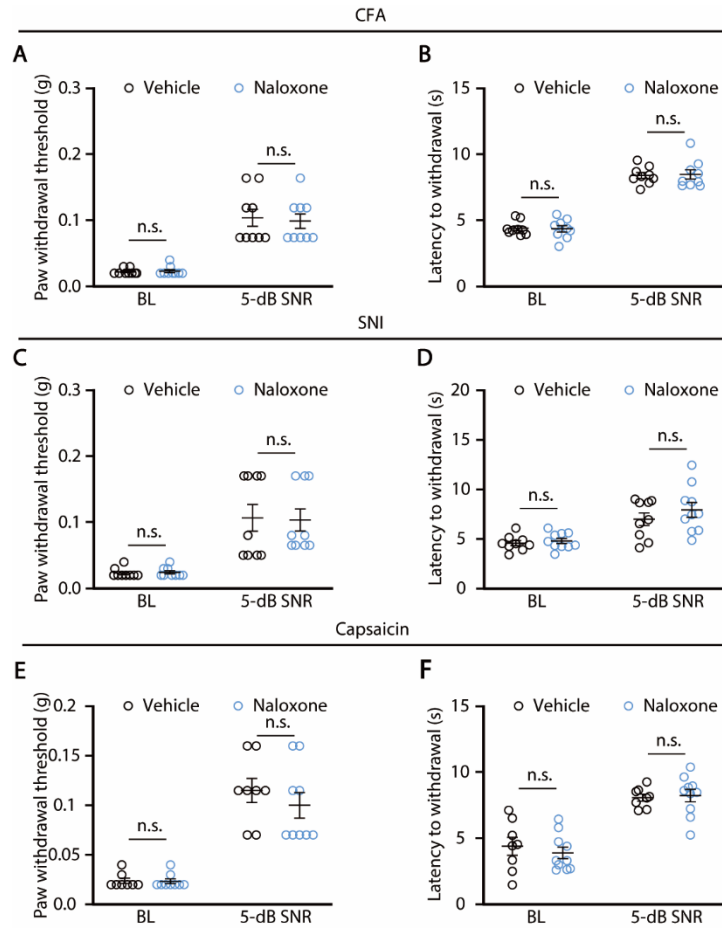 CFA
A
B
Paw withdrawal threshold (g)
0.3
0.2
0.1
0.0
Vehicle
Naloxone
n.s.
n.s.
BL
5-dB SNR
Latency to withdrawal (s)
15
10
5
0
Vehicle
Naloxone
n.s.
n.s.
BL
5-dB SNR
SNI
C
D
Paw withdrawal threshold (g)
0.3
0.2
0.1
0.0
Vehicle
Naloxone
n.s.
n.s.
BL
5-dB SNR
Latency to withdrawal (s)
20
15
10
5
0
Vehicle
Naloxone
n.s.
n.s.
BL
5-dB SNR
Capsaicin
E
F
Paw withdrawal threshold (g)
0.2
0.15
0.1
0.05
0
Vehicle
Naloxone
n.s.
n.s.
BL
5-dB SNR
Latency to withdrawal (s)
15
10
5
0
Vehicle
Naloxone
n.s.
n.s.
BL
5-dB SNR